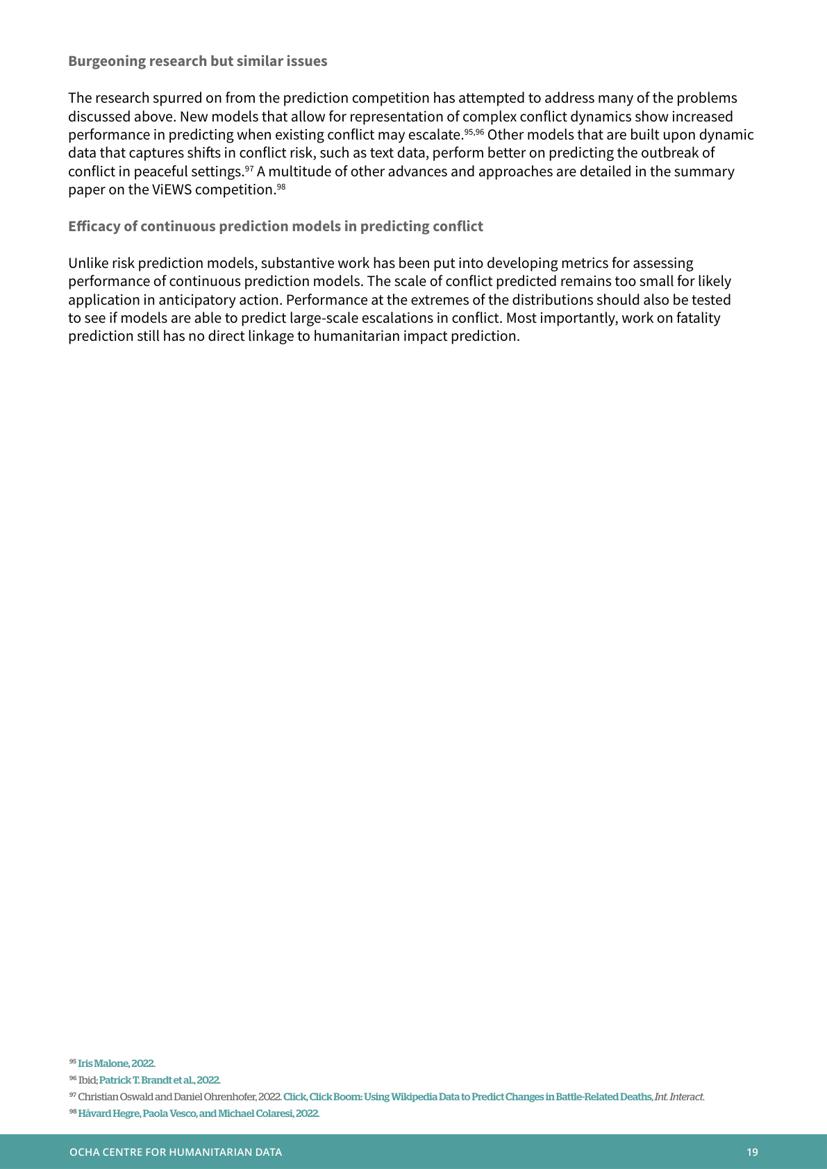 Burgeoning research but similar issues
The research spurred on from the prediction competition has attempted to address many of the problems
discussed above. New models that allow for representation of complex conflict dynamics show increased
performance in predicting when existing conflict may escalate.95,96 Other models that are built upon dynamic
data that captures shifts in conflict risk, such as text data, perform better on predicting the outbreak of
conflict in peaceful settings.97 A multitude of other advances and approaches are detailed in the summary
paper on the ViEWS competition.98
Efficacy of continuous prediction models in predicting conflict
Unlike risk prediction models, substantive work has been put into developing metrics for assessing
performance of continuous prediction models. The scale of conflict predicted remains too small for likely
application in anticipatory action. Performance at the extremes of the distributions should also be tested
to see if models are able to predict large-scale escalations in conflict. Most importantly, work on fatality
prediction still has no direct linkage to humanitarian impact prediction.
95 Iris Malone, 2022.
96 Ibid; Patrick T. Brandt et al., 2022.
97 Christian Oswald and Daniel Ohrenhofer, 2022. Click, Click Boom: Using Wikipedia Data to Predict Changes in Battle-Related Deaths, Int. Interact.
98 Håvard Hegre, Paola Vesco, and Michael Colaresi, 2022.
OCHA CENTRE FOR HUMANITARIAN DATA 19